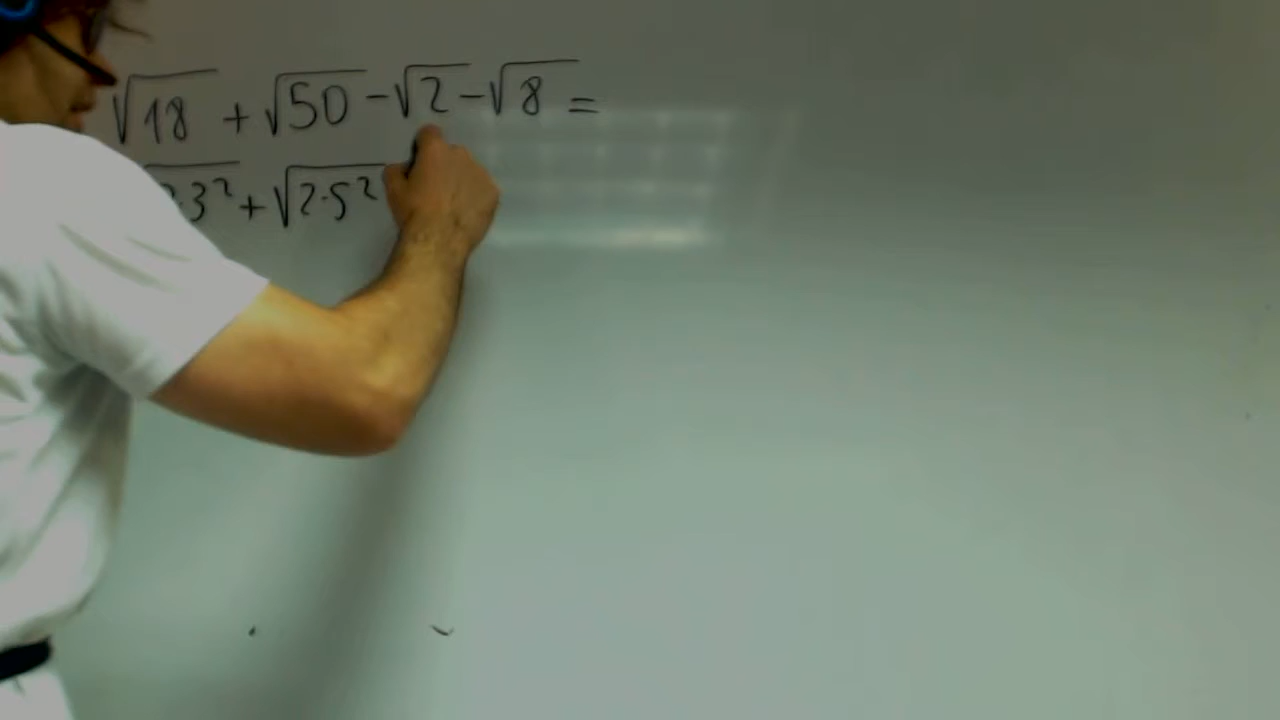 √18 + √50 - √2 - √8 =
·3² + √2·5²